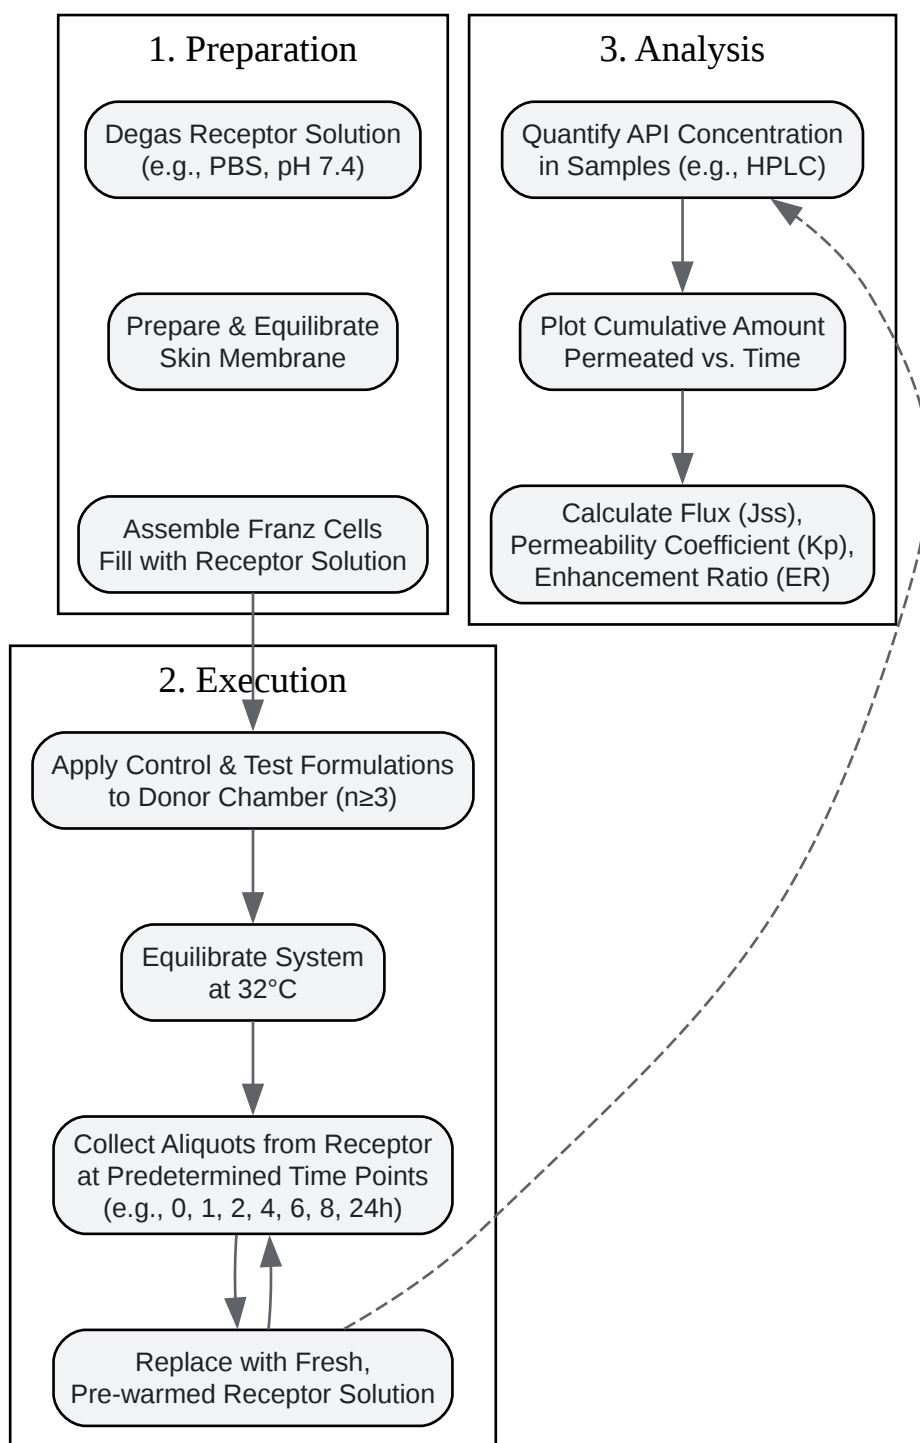 1. Preparation
Degas Receptor Solution
(e.g., PBS, pH 7.4)
Prepare & Equilibrate
Skin Membrane
Assemble Franz Cells
Fill with Receptor Solution
2. Execution
Apply Control & Test Formulations
to Donor Chamber (n≥3)
Equilibrate System
at 32°C
Collect Aliquots from Receptor
at Predetermined Time Points
(e.g., 0, 1, 2, 4, 6, 8, 24h)
Replace with Fresh,
Pre-warmed Receptor Solution
3. Analysis
Quantify API Concentration
in Samples (e.g., HPLC)
Plot Cumulative Amount
Permeated vs. Time
Calculate Flux (Jss),
Permeability Coefficient (Kp),
Enhancement Ratio (ER)